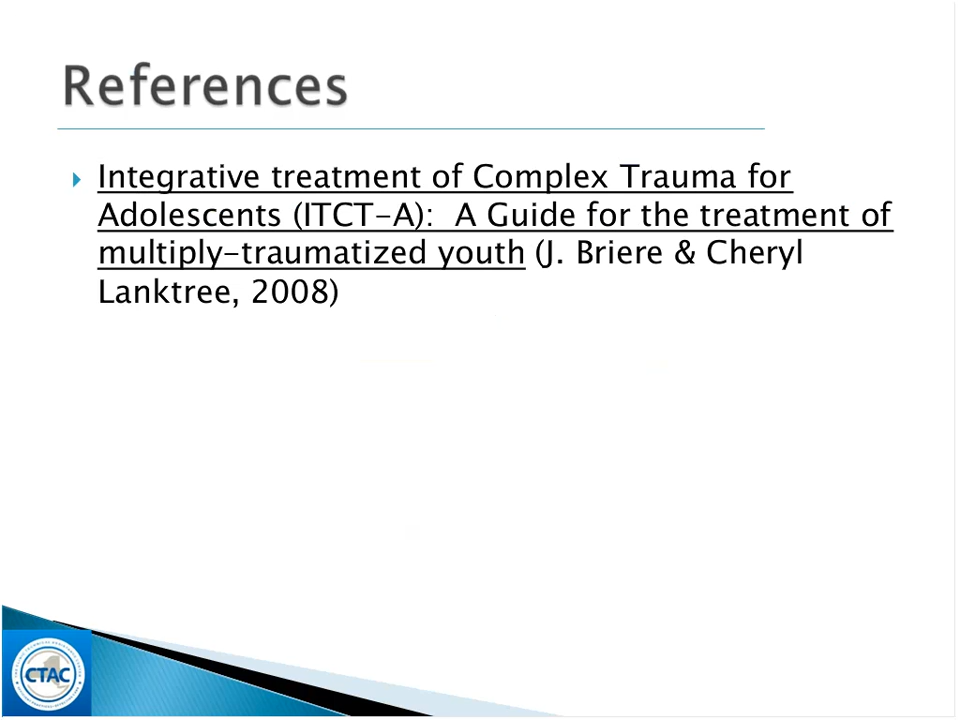 References
Integrative treatment of Complex Trauma for
Adolescents (ITCT-A):  A Guide for the treatment of
multiply-traumatized youth (J. Briere & Cheryl
Lanktree, 2008)
CTAC